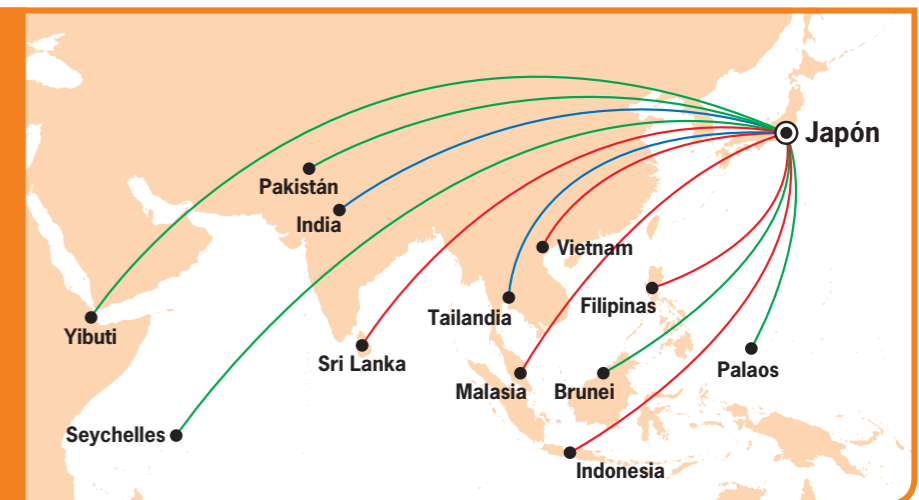 Japón
Pakistán
India
Vietnam
Filipinas
Tailandia
Yibuti
Sri Lanka
Palaos
Malasia
Brunei
Seychelles
Indonesia